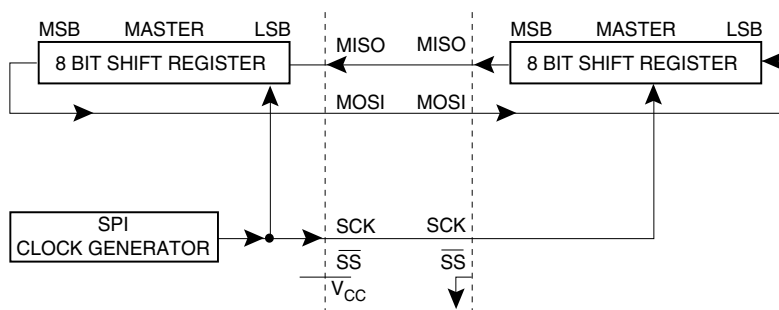 MSB MASTER LSB
8 BIT SHIFT REGISTER
MISO MISO
MSB MASTER LSB
8 BIT SHIFT REGISTER
MOSI MOSI
SPI
CLOCK GENERATOR
SCK SCK
SS SS
VCC